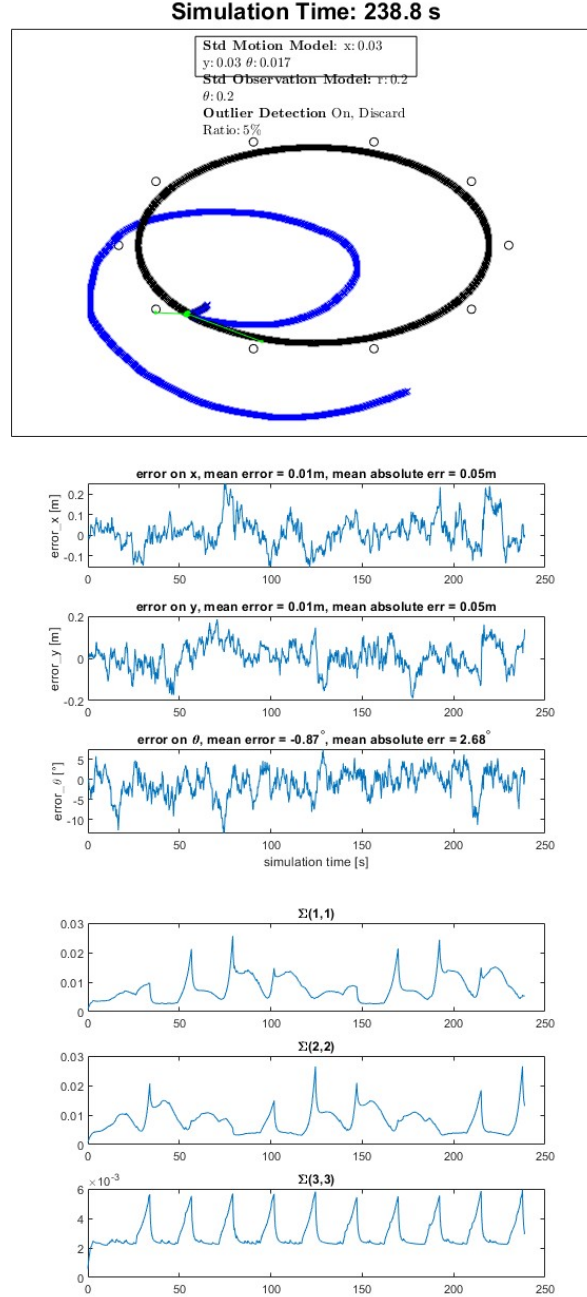 Simulation Time: 238.8 s
Std Motion Model: x: 0.03
y: 0.03 θ: 0.017
Std Observation Model: r: 0.2
θ: 0.2
Outlier Detection On, Discard
Ratio: 5%
error on x, mean error = 0.01m, mean absolute err = 0.05m
error_x [m]
0.2
0.1
0
-0.1
0 50 100 150 200 250
error on y, mean error = 0.01m, mean absolute err = 0.05m
error_y [m]
0.2
0
-0.2
0 50 100 150 200 250
error on θ, mean error = -0.87°, mean absolute err = 2.68°
error_θ [°]
5
0
-5
-10
0 50 100 150 200 250
simulation time [s]
Σ(1,1)
0.03
0.02
0.01
0
0 50 100 150 200 250
Σ(2,2)
0.03
0.02
0.01
0
0 50 100 150 200 250
Σ(3,3)
×10⁻³
6
4
2
0
0 50 100 150 200 250